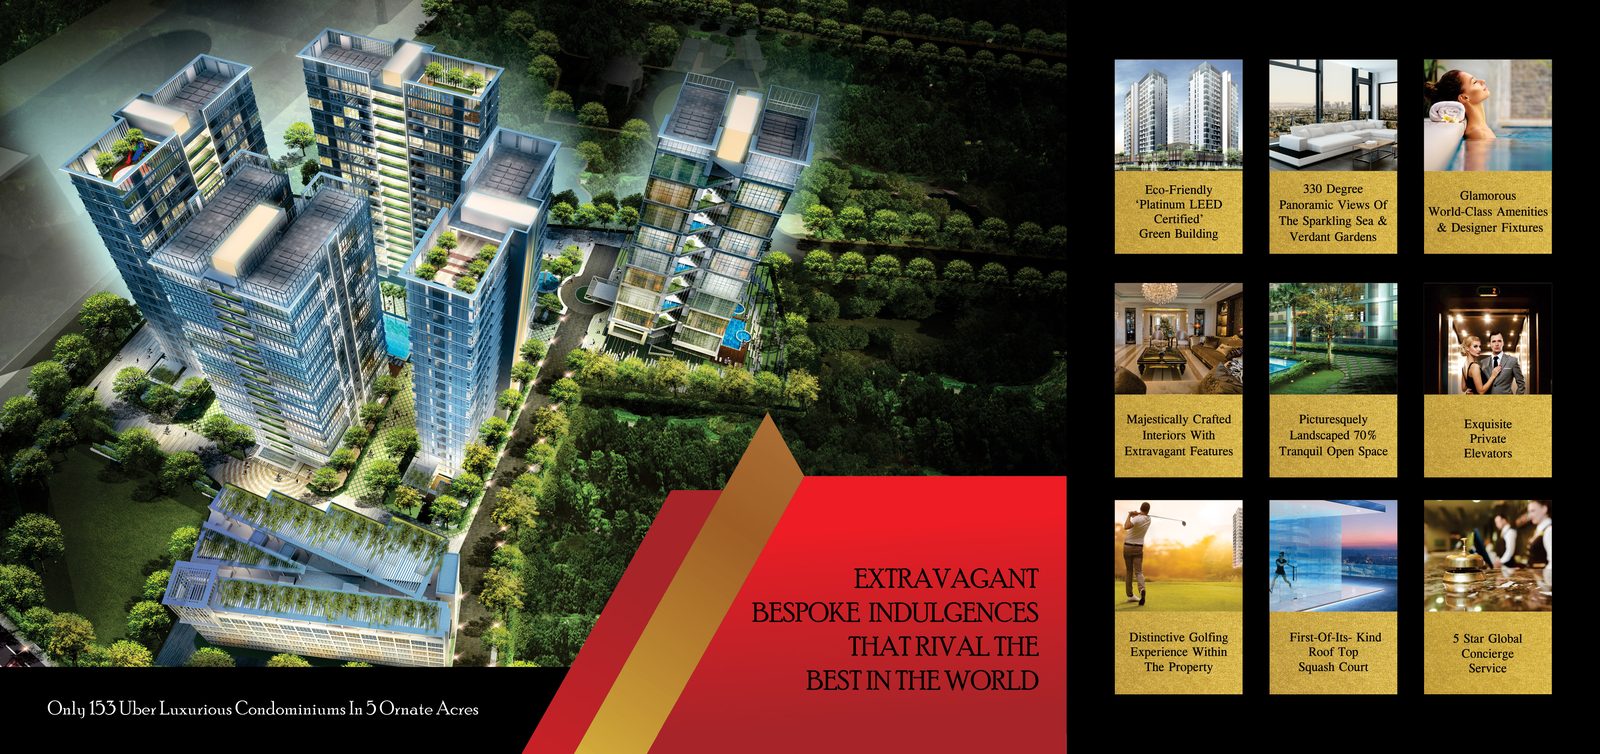 EXTRAVAGANT
BESPOKE INDULGENCES
THAT RIVAL THE
BEST IN THE WORLD
Only 153 Uber Luxurious Condominiums In 5 Ornate Acres
Eco-Friendly
‘Platinum LEED
Certified’
Green Building
330 Degree
Panoramic Views Of
The Sparkling Sea &
Verdant Gardens
Glamorous
World-Class Amenities
& Designer Fixtures
Majestically Crafted
Interiors With
Extravagant Features
Picturesquely
Landscaped 70%
Tranquil Open Space
2
Exquisite
Private
Elevators
Distinctive Golfing
Experience Within
The Property
First-Of-Its- Kind
Roof Top
Squash Court
5 Star Global
Concierge
Service